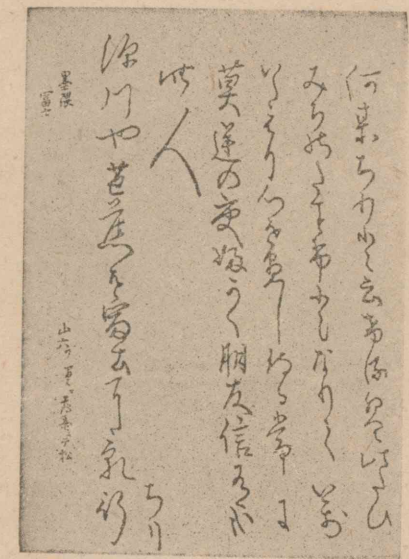 何某ちりと云けるは此たひ
みちのたすけとなりて万
いたはり心を尽し侍る常に
莫逆の交ふかく朋友信有哉
此人
深川や芭蕉を富士に預行
ちり
富士